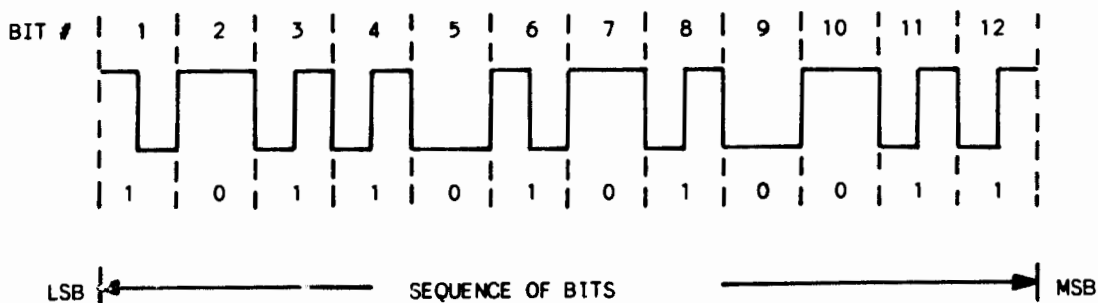 BIT # 1 2 3 4 5 6 7 8 9 10 11 12
1 0 1 1 0 1 0 1 0 0 1 1
LSB SEQUENCE OF BITS MSB